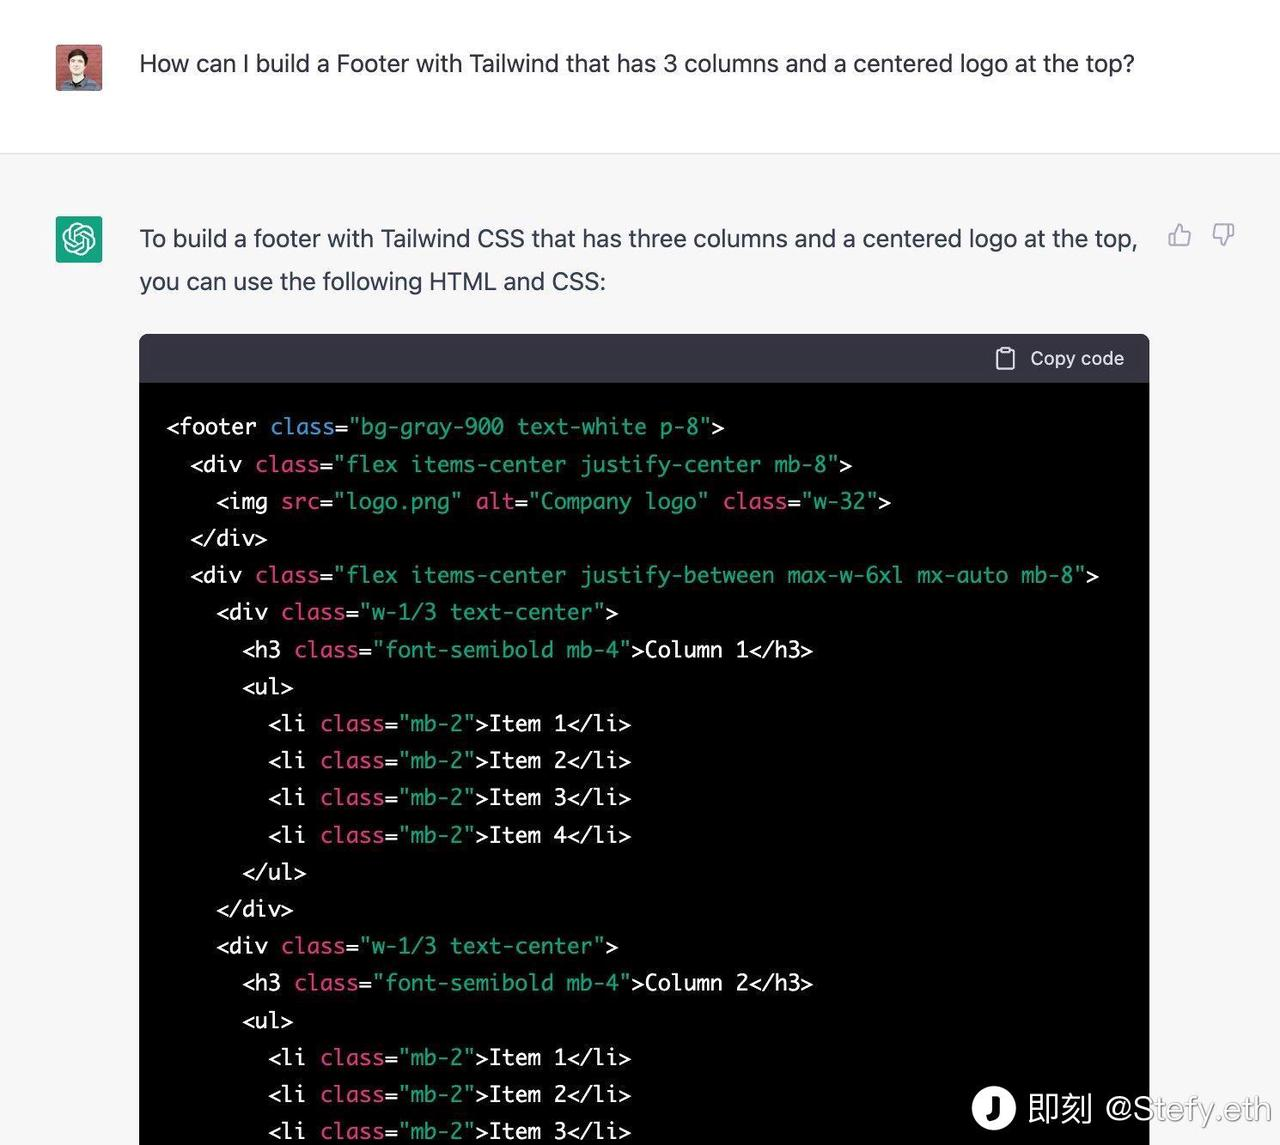 How can I build a Footer with Tailwind that has 3 columns and a centered logo at the top?
To build a footer with Tailwind CSS that has three columns and a centered logo at the top,
you can use the following HTML and CSS:
Copy code
<footer class="bg-gray-900 text-white p-8">
  <div class="flex items-center justify-center mb-8">
    <img src="logo.png" alt="Company logo" class="w-32">
  </div>
  <div class="flex items-center justify-between max-w-6xl mx-auto mb-8">
    <div class="w-1/3 text-center">
      <h3 class="font-semibold mb-4">Column 1</h3>
      <ul>
        <li class="mb-2">Item 1</li>
        <li class="mb-2">Item 2</li>
        <li class="mb-2">Item 3</li>
        <li class="mb-2">Item 4</li>
      </ul>
    </div>
    <div class="w-1/3 text-center">
      <h3 class="font-semibold mb-4">Column 2</h3>
      <ul>
        <li class="mb-2">Item 1</li>
        <li class="mb-2">Item 2</li>
        <li class="mb-2">Item 3</li>
即刻 @Stefy.eth